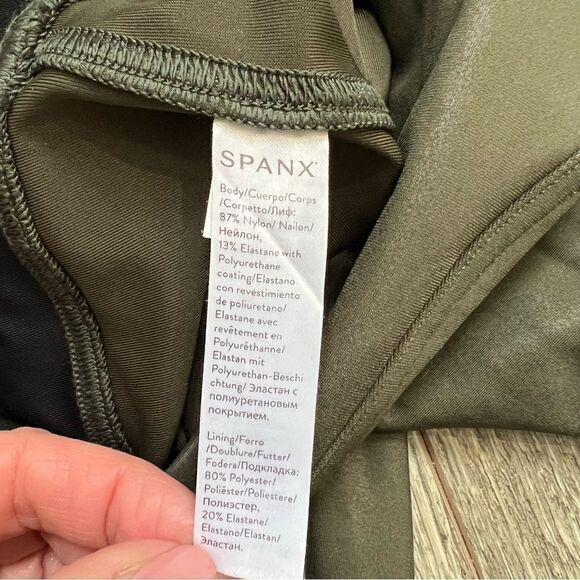 SPANX
Body/Cuerpo/Corps
/Corpetto/Лиф:
87% Nylon/ Nailon/
Нейлон,
13% Elastane with
Polyurethane
coating/Elastano
con revestimiento
de poliuretano/
Elastane avec
revêtement en
Polyuréthanne/
Elastan mit
Polyurethan-Beschi
chtung/ Эластан с
полиуретановым
покрытием.
Lining/Forro
/Doublure/Futter/
Fodera/Подкладка:
80% Polyester/
Poliéster/Poliestere/
Полиэстер,
20% Elastane/
Elastano/Elastan/
Эластан.